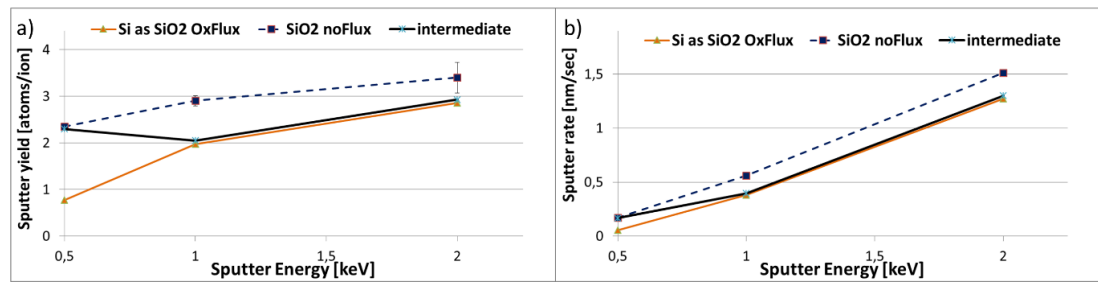 a)
Si as SiO2 OxFlux SiO2 noFlux intermediate
Sputter yield [atoms/ion]
4
3
2
1
0
0,5 1 1,5 2
Sputter Energy [keV]
b)
Si as SiO2 OxFlux SiO2 noFlux intermediate
Sputter rate [nm/sec]
1,5
1
0,5
0
0,5 1 1,5 2
Sputter Energy [keV]